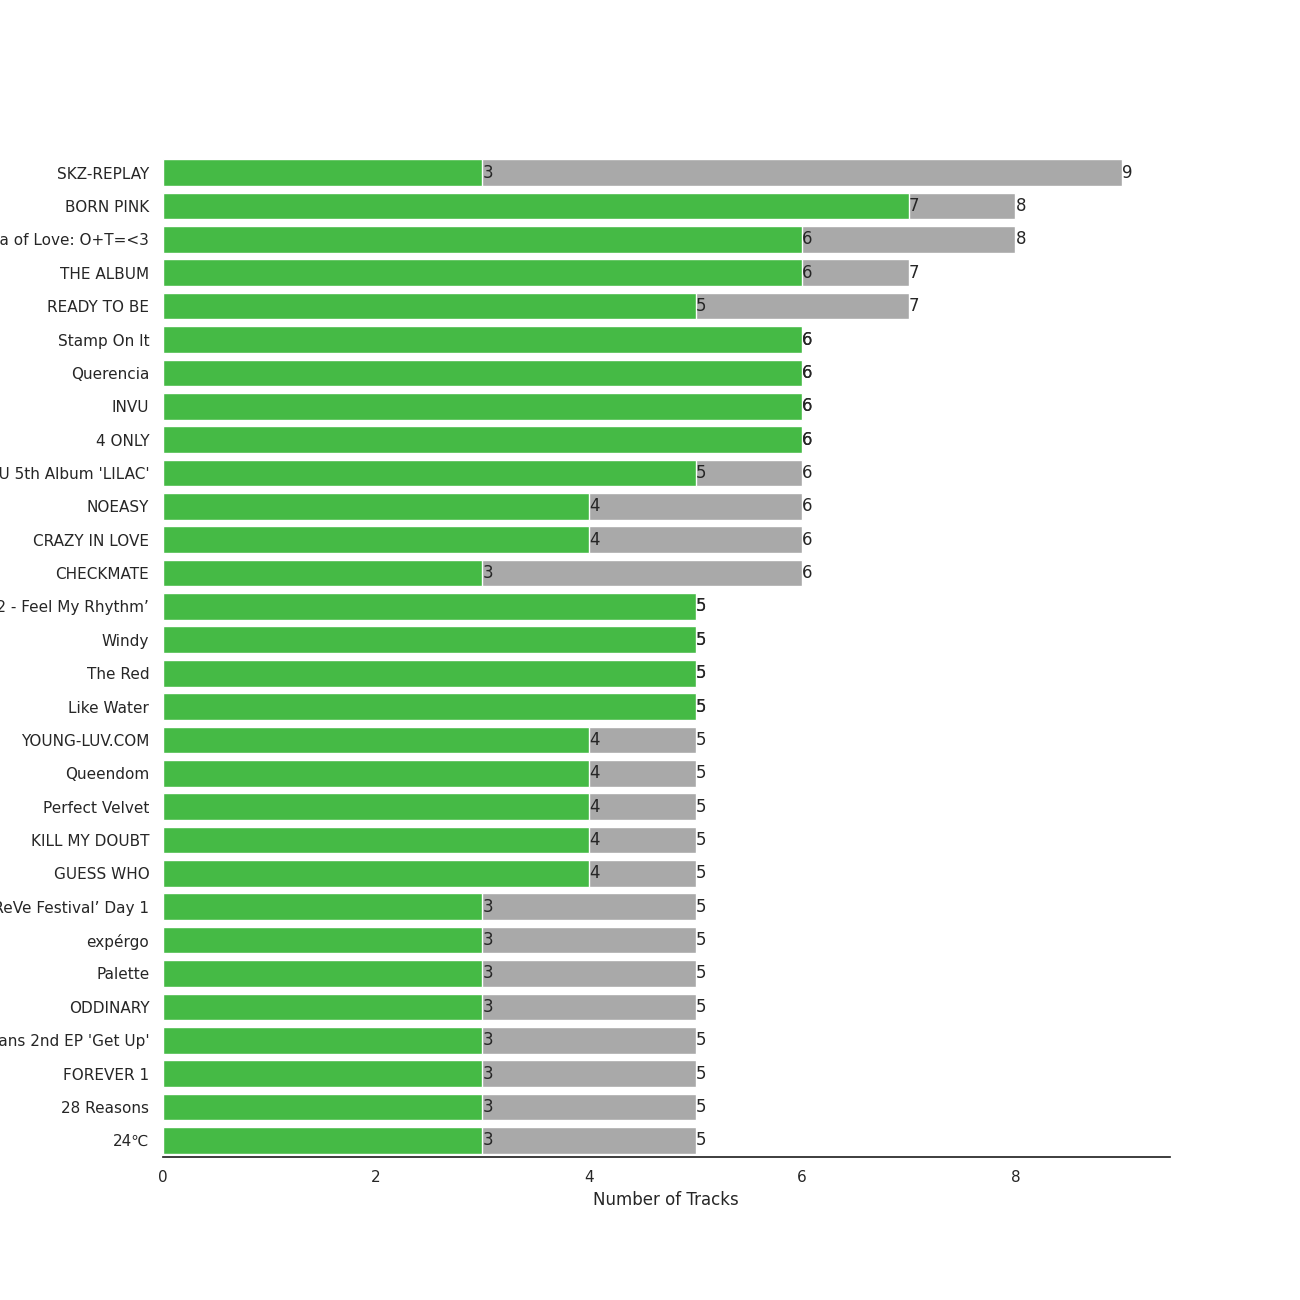 SKZ-REPLAY 3 9
BORN PINK 7 8
a of Love: O+T=<3 6 8
THE ALBUM 6 7
READY TO BE 5 7
Stamp On It 6
Querencia 6
INVU 6
4 ONLY 6
U 5th Album 'LILAC' 5 6
NOEASY 4 6
CRAZY IN LOVE 4 6
CHECKMATE 3 6
2 - Feel My Rhythm’ 5
Windy 5
The Red 5
Like Water 5
YOUNG-LUV.COM 4 5
Queendom 4 5
Perfect Velvet 4 5
KILL MY DOUBT 4 5
GUESS WHO 4 5
ReVe Festival’ Day 1 3 5
expérgo 3 5
Palette 3 5
ODDINARY 3 5
ans 2nd EP 'Get Up' 3 5
FOREVER 1 3 5
28 Reasons 3 5
24℃ 3 5
0 2 4 6 8
Number of Tracks